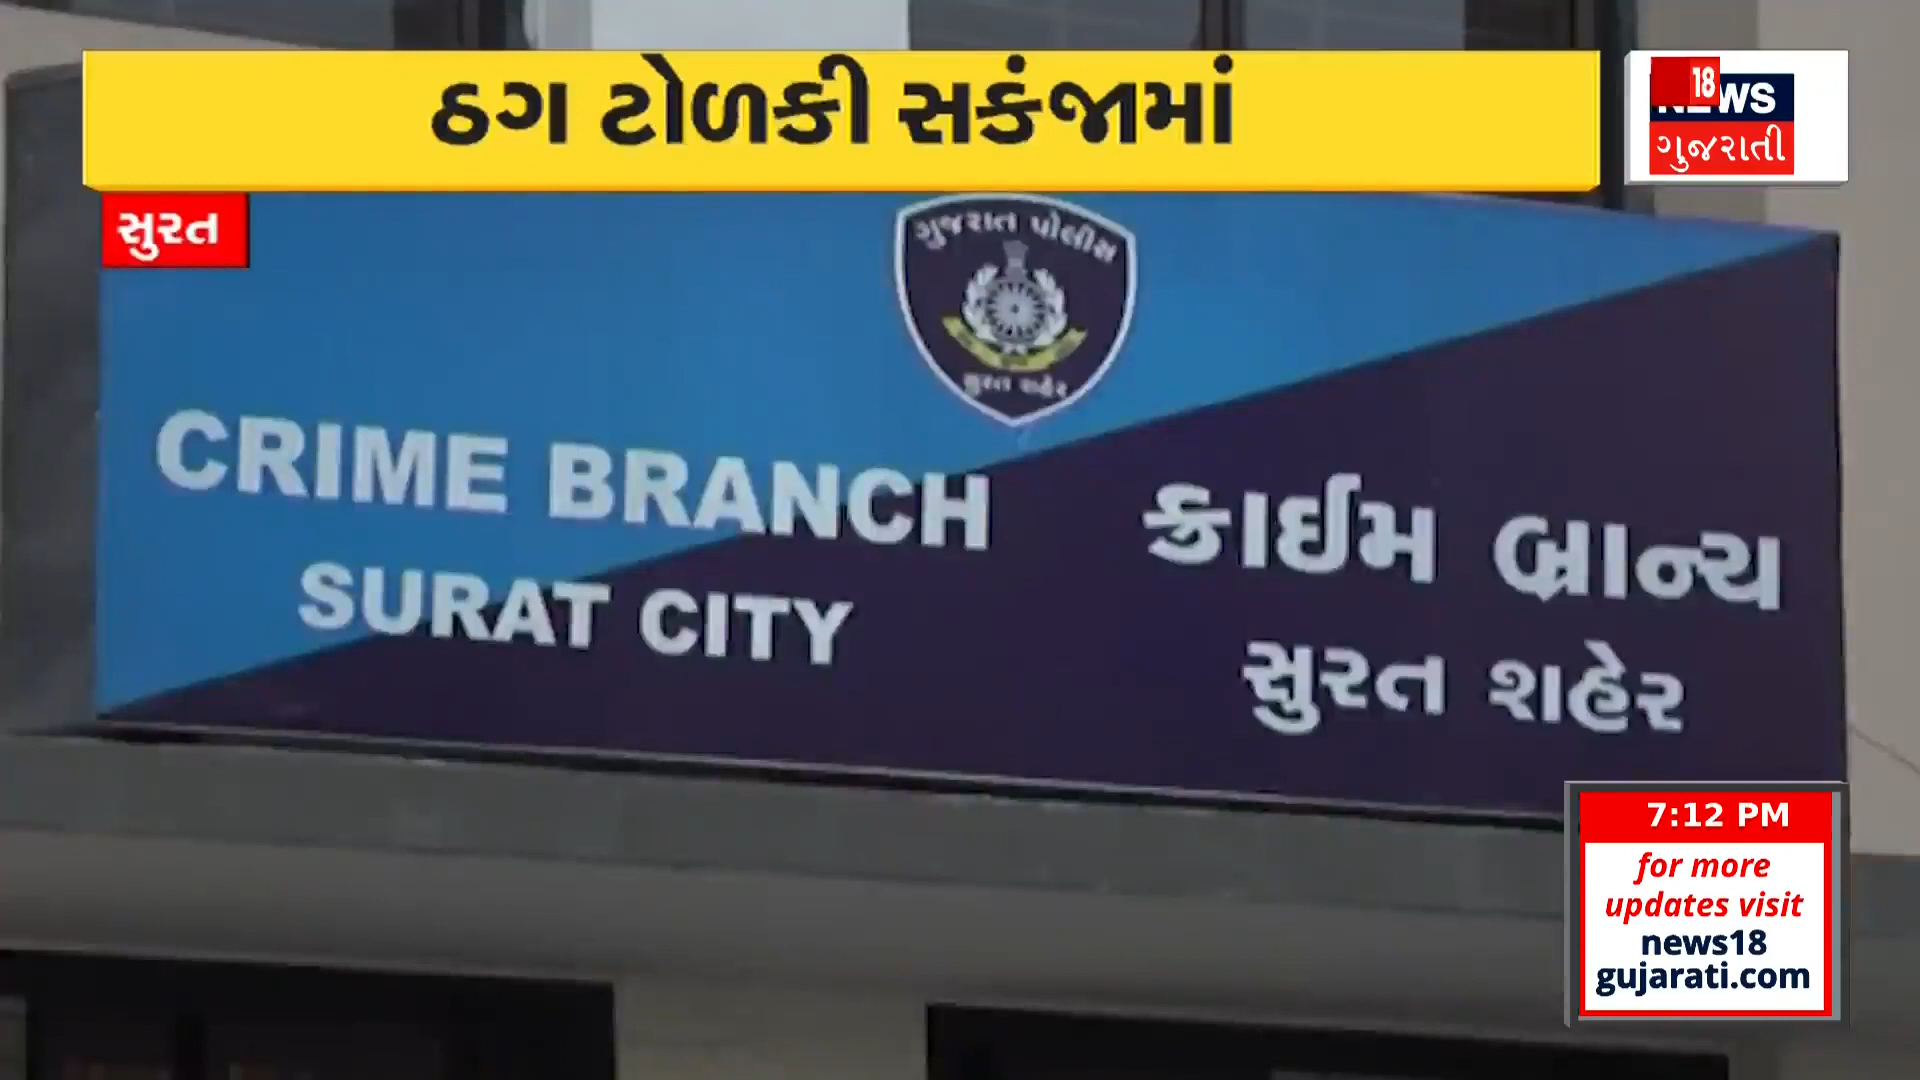 ઠગ ટોળકી સકંજામાં
18
NEWS
ગુજરાતી
સુરત
ગુજરાત પોલીસ
સુરત શહેર
CRIME BRANCH
SURAT CITY
ક્રાઈમ બ્રાન્ચ
સુરત શહેર
7:12 PM
for more
updates visit
news18
gujarati.com